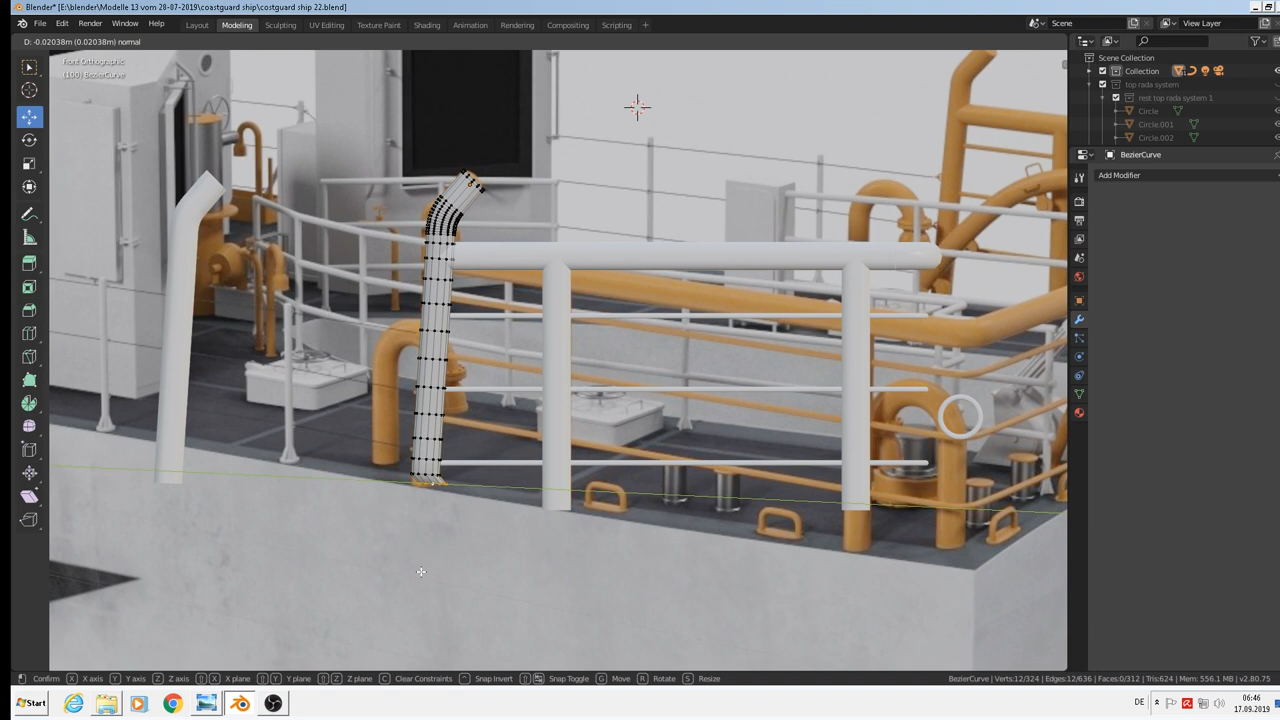 Blender* [E:\blender\Modelle 13 vom 28-07-2019\coastguard ship\costguard ship 22.blend]
File Edit Render Window Help Layout Modeling Sculpting UV Editing Texture Paint Shading Animation Rendering Compositing Scripting + Scene View Layer
D: -0.02038m (0.02038m) normal
Front Orthographic
(100) BezierCurve
Scene Collection
Collection
top rada system
rest top rada system 1
Circle
Circle.001
Circle.002
BezierCurve
Add Modifier
Confirm X X axis Y Y axis Z Z axis X X plane Y Y plane Z Z plane C Clear Constraints Snap Invert Snap Toggle G Move R Rotate S Resize BezierCurve | Verts:12/324 | Edges:12/636 | Faces:0/312 | Tris:624 | Mem: 556.1 MB | v2.80.75
Start DE 06:46
17.09.2019